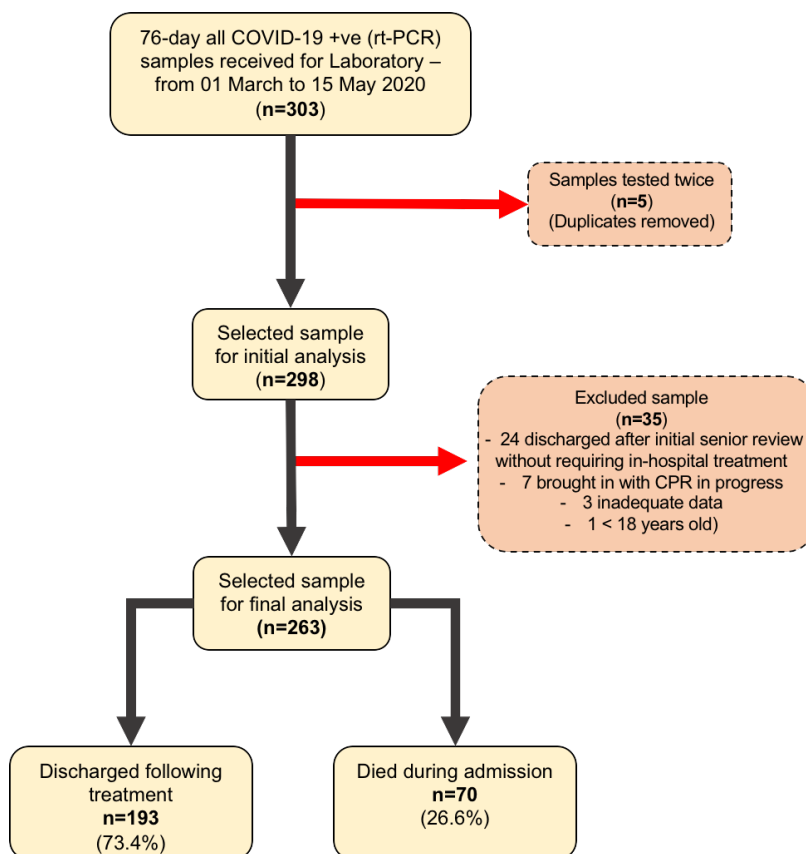 76-day all COVID-19 +ve (rt-PCR)
samples received for Laboratory –
from 01 March to 15 May 2020
(n=303)
Samples tested twice
(n=5)
(Duplicates removed)
Selected sample
for initial analysis
(n=298)
Excluded sample
(n=35)
- 24 discharged after initial senior review
without requiring in-hospital treatment
- 7 brought in with CPR in progress
- 3 inadequate data
- 1 < 18 years old)
Selected sample
for final analysis
(n=263)
Discharged following
treatment
n=193
(73.4%)
Died during admission
n=70
(26.6%)